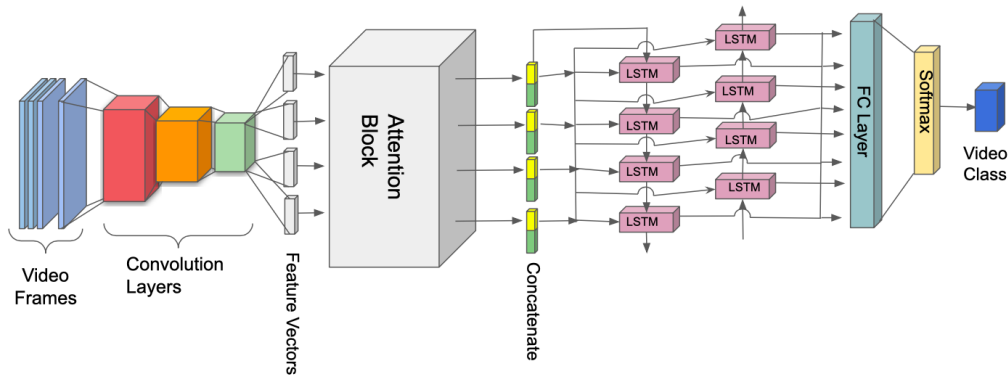 Video
Frames
Convolution
Layers
Feature Vectors
Attention
Block
Concatenate
LSTM
LSTM
LSTM
LSTM
LSTM
LSTM
LSTM
LSTM
FC Layer
Softmax
Video
Class